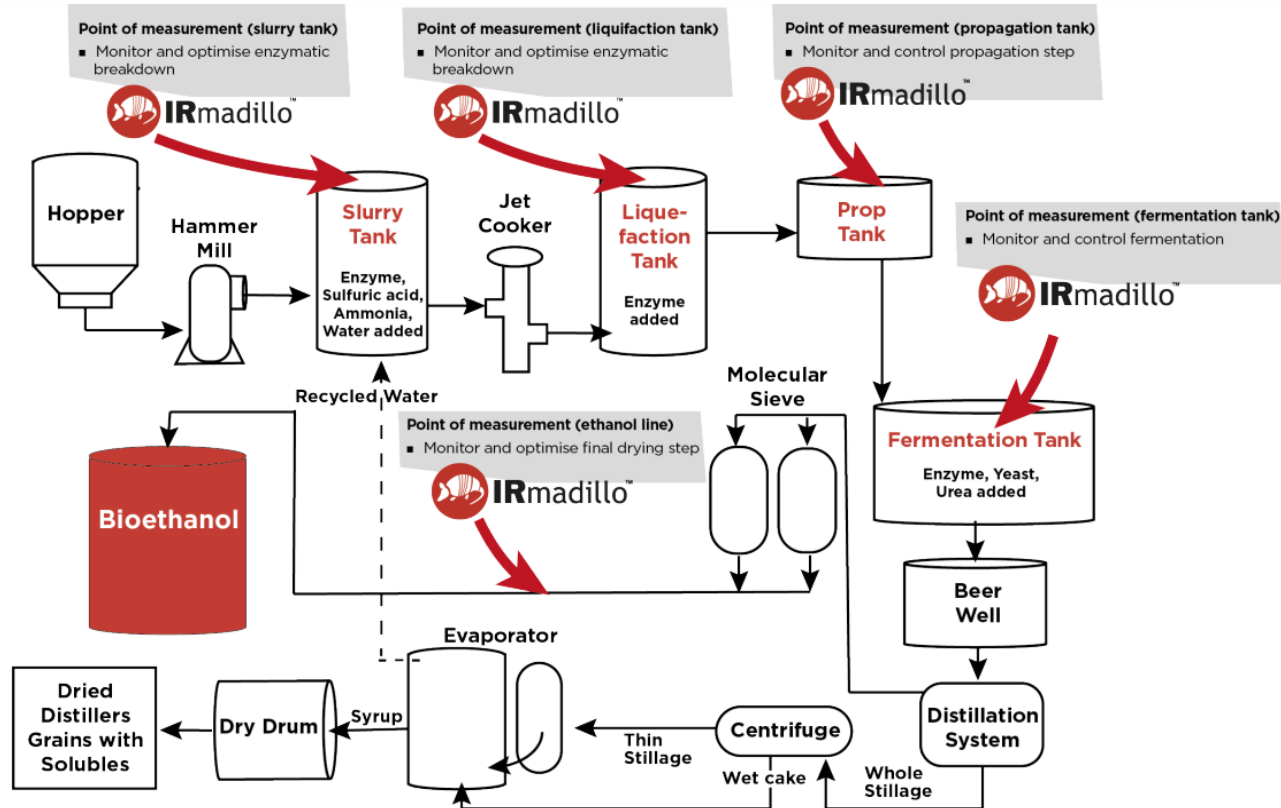 Point of measurement (slurry tank)
▪ Monitor and optimise enzymatic
breakdown
IRmadillo™
Point of measurement (liquifaction tank)
▪ Monitor and optimise enzymatic
breakdown
IRmadillo™
Point of measurement (propagation tank)
▪ Monitor and control propagation step
IRmadillo™
Point of measurement (fermentation tank)
▪ Monitor and control fermentation
IRmadillo™
Hopper
Hammer
Mill
Slurry
Tank
Enzyme,
Sulfuric acid,
Ammonia,
Water added
Jet
Cooker
Lique-
faction
Tank
Enzyme
added
Prop
Tank
Recycled Water
Molecular
Sieve
Point of measurement (ethanol line)
▪ Monitor and optimise final drying step
IRmadillo™
Fermentation Tank
Enzyme, Yeast,
Urea added
Bioethanol
Beer
Well
Evaporator
Dried
Distillers
Grains with
Solubles
Dry Drum
Syrup
Thin
Stillage
Centrifuge
Wet cake
Whole
Stillage
Distillation
System